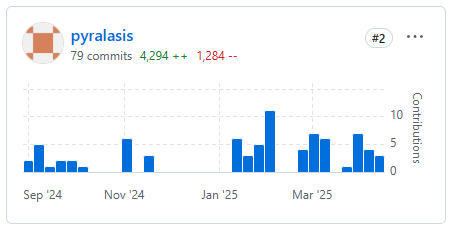 pyralasis
#2
79 commits 4,294 ++ 1,284 --
10
5
0
Contributions
Sep '24 Nov '24 Jan '25 Mar '25